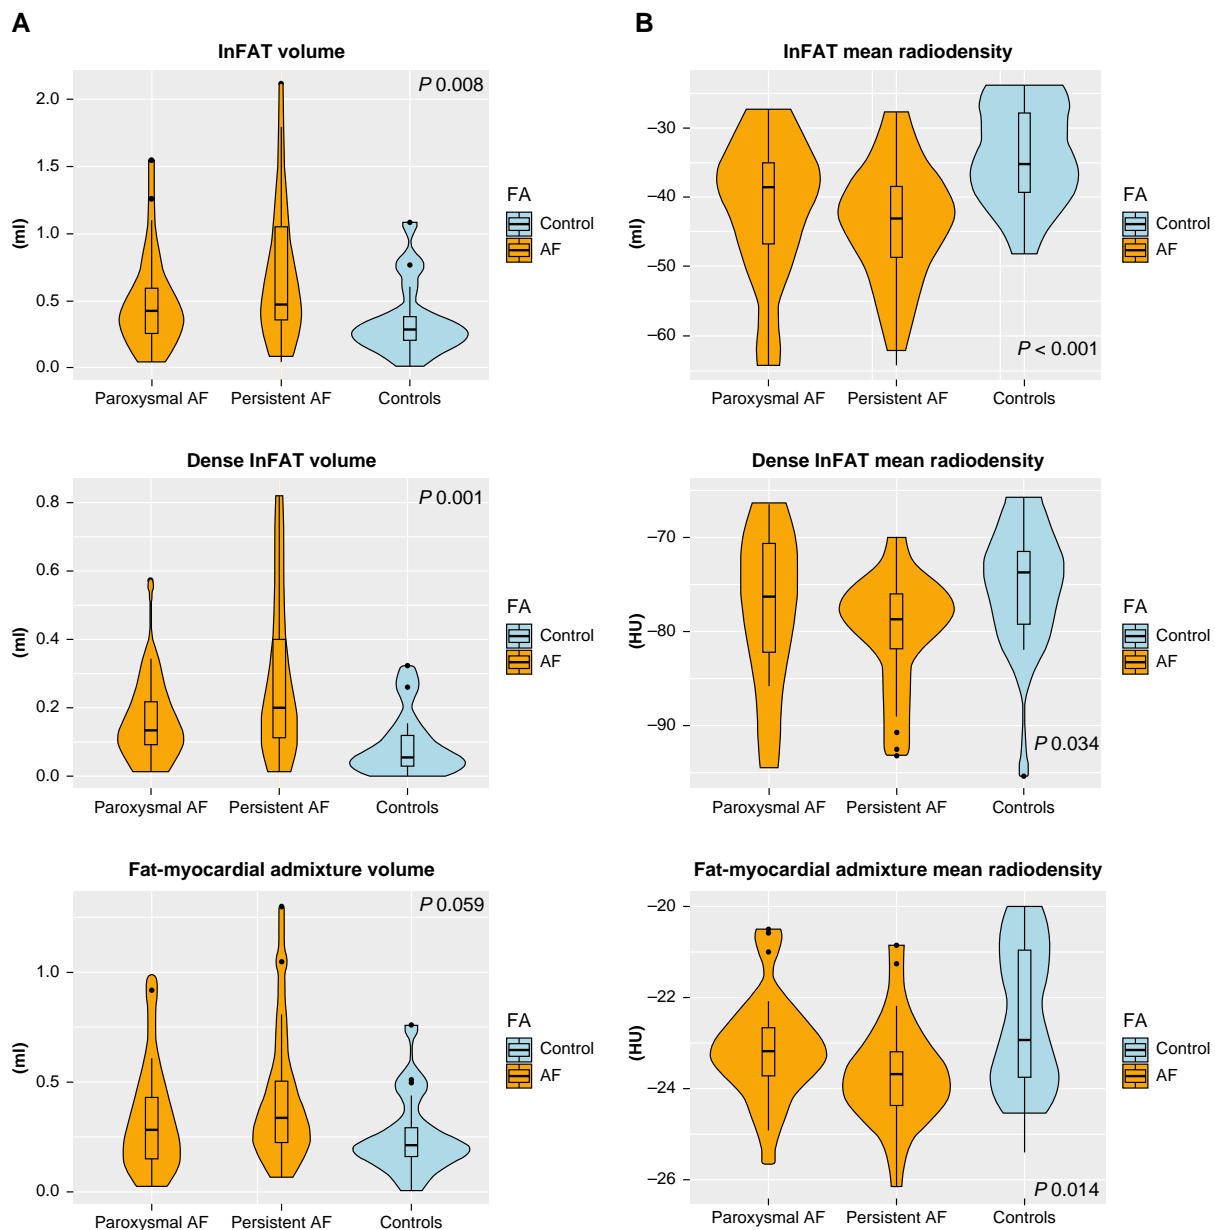 A
InFAT volume
P 0.008
2.0
1.5
1.0
0.5
0.0
(ml)
Paroxysmal AF Persistent AF Controls
FA
Control
AF
Dense InFAT volume
P 0.001
0.8
0.6
0.4
0.2
0.0
(ml)
Paroxysmal AF Persistent AF Controls
FA
Control
AF
Fat-myocardial admixture volume
P 0.059
1.0
0.5
0.0
(ml)
Paroxysmal AF Persistent AF Controls
FA
Control
AF
B
InFAT mean radiodensity
–30
–40
–50
–60
(ml)
P < 0.001
Paroxysmal AF Persistent AF Controls
FA
Control
AF
Dense InFAT mean radiodensity
–70
–80
–90
(HU)
P 0.034
Paroxysmal AF Persistent AF Controls
FA
Control
AF
Fat-myocardial admixture mean radiodensity
–20
–22
–24
–26
(HU)
P 0.014
Paroxysmal AF Persistent AF Controls
FA
Control
AF